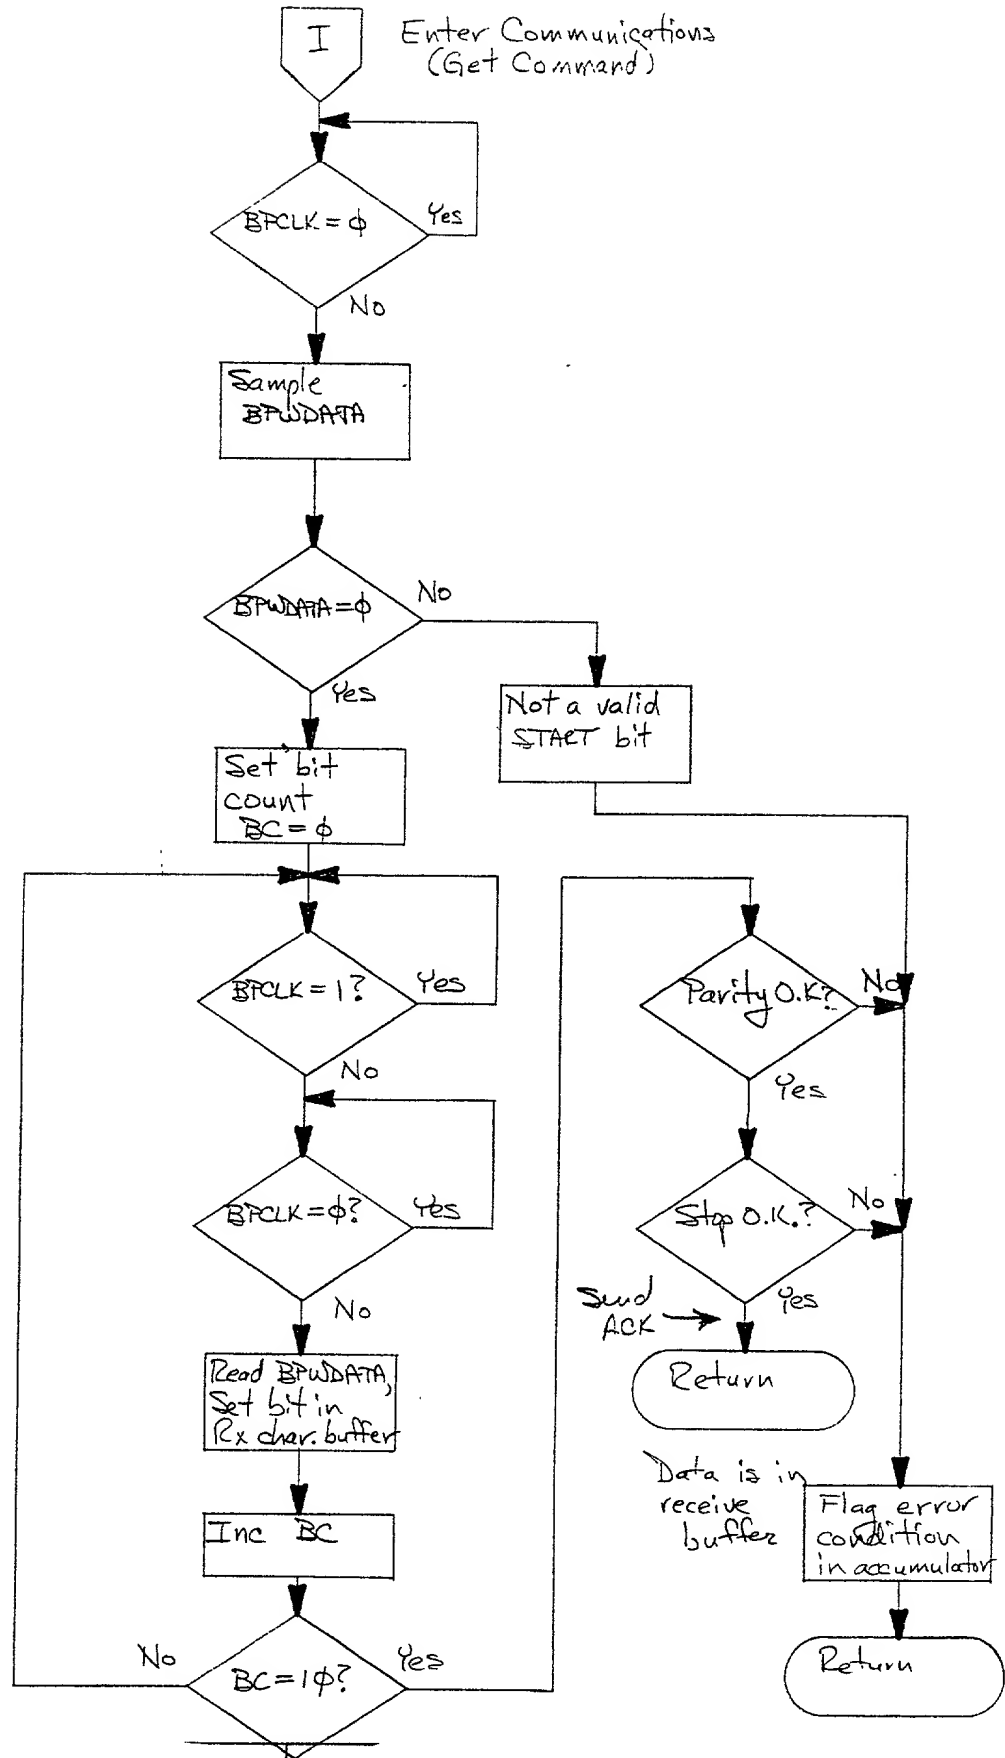 I
Enter Communications
(Get Command)
BPCLK = ϕ
Yes
No
Sample
BPWDATA
BPWDATA = ϕ
No
Yes
Not a valid
START bit
Set bit
count
BC = ϕ
BPCLK = 1?
Yes
No
BPCLK = ϕ?
Yes
No
Read BPWDATA,
Set bit in
Rx char. buffer
Inc BC
BC = 1ϕ?
No
Yes
Parity O.K?
No
Yes
Stop O.K.?
No
Yes
Send
ACK
Return
Data is in
receive
buffer
Flag error
condition
in accumulator
Return